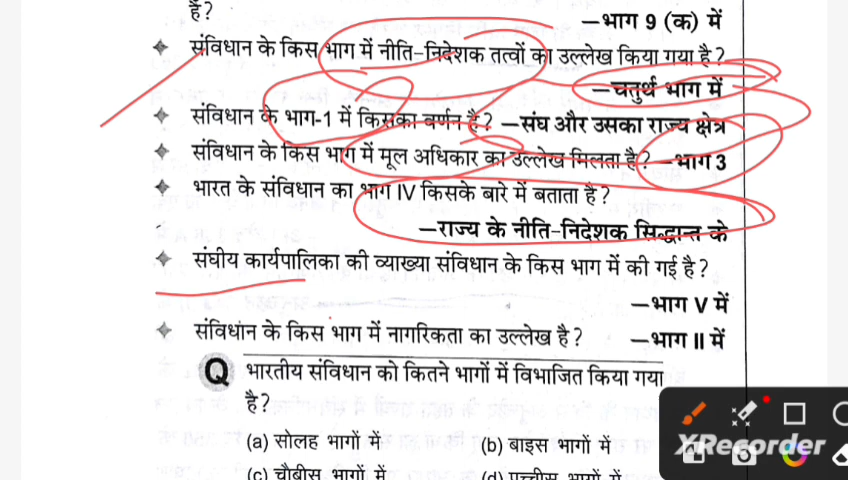 है?
—भाग 9 (क) में
संविधान के किस भाग में नीति-निदेशक तत्वों का उल्लेख किया गया है?
—चतुर्थ भाग में
संविधान के भाग-1 में किसका वर्णन है? —संघ और उसका राज्य क्षेत्र
संविधान के किस भाग में मूल अधिकार का उल्लेख मिलता है? —भाग 3
भारत के संविधान का भाग IV किसके बारे में बताता है?
—राज्य के नीति-निदेशक सिद्धान्त के
संघीय कार्यपालिका की व्याख्या संविधान के किस भाग में की गई है?
—भाग V में
संविधान के किस भाग में नागरिकता का उल्लेख है? —भाग II में
Q भारतीय संविधान को कितने भागों में विभाजित किया गया
है?
(a) सोलह भागों में (b) बाइस भागों में
(c) चौबीस भागों में (d) पच्चीस भागों में
XRecorder